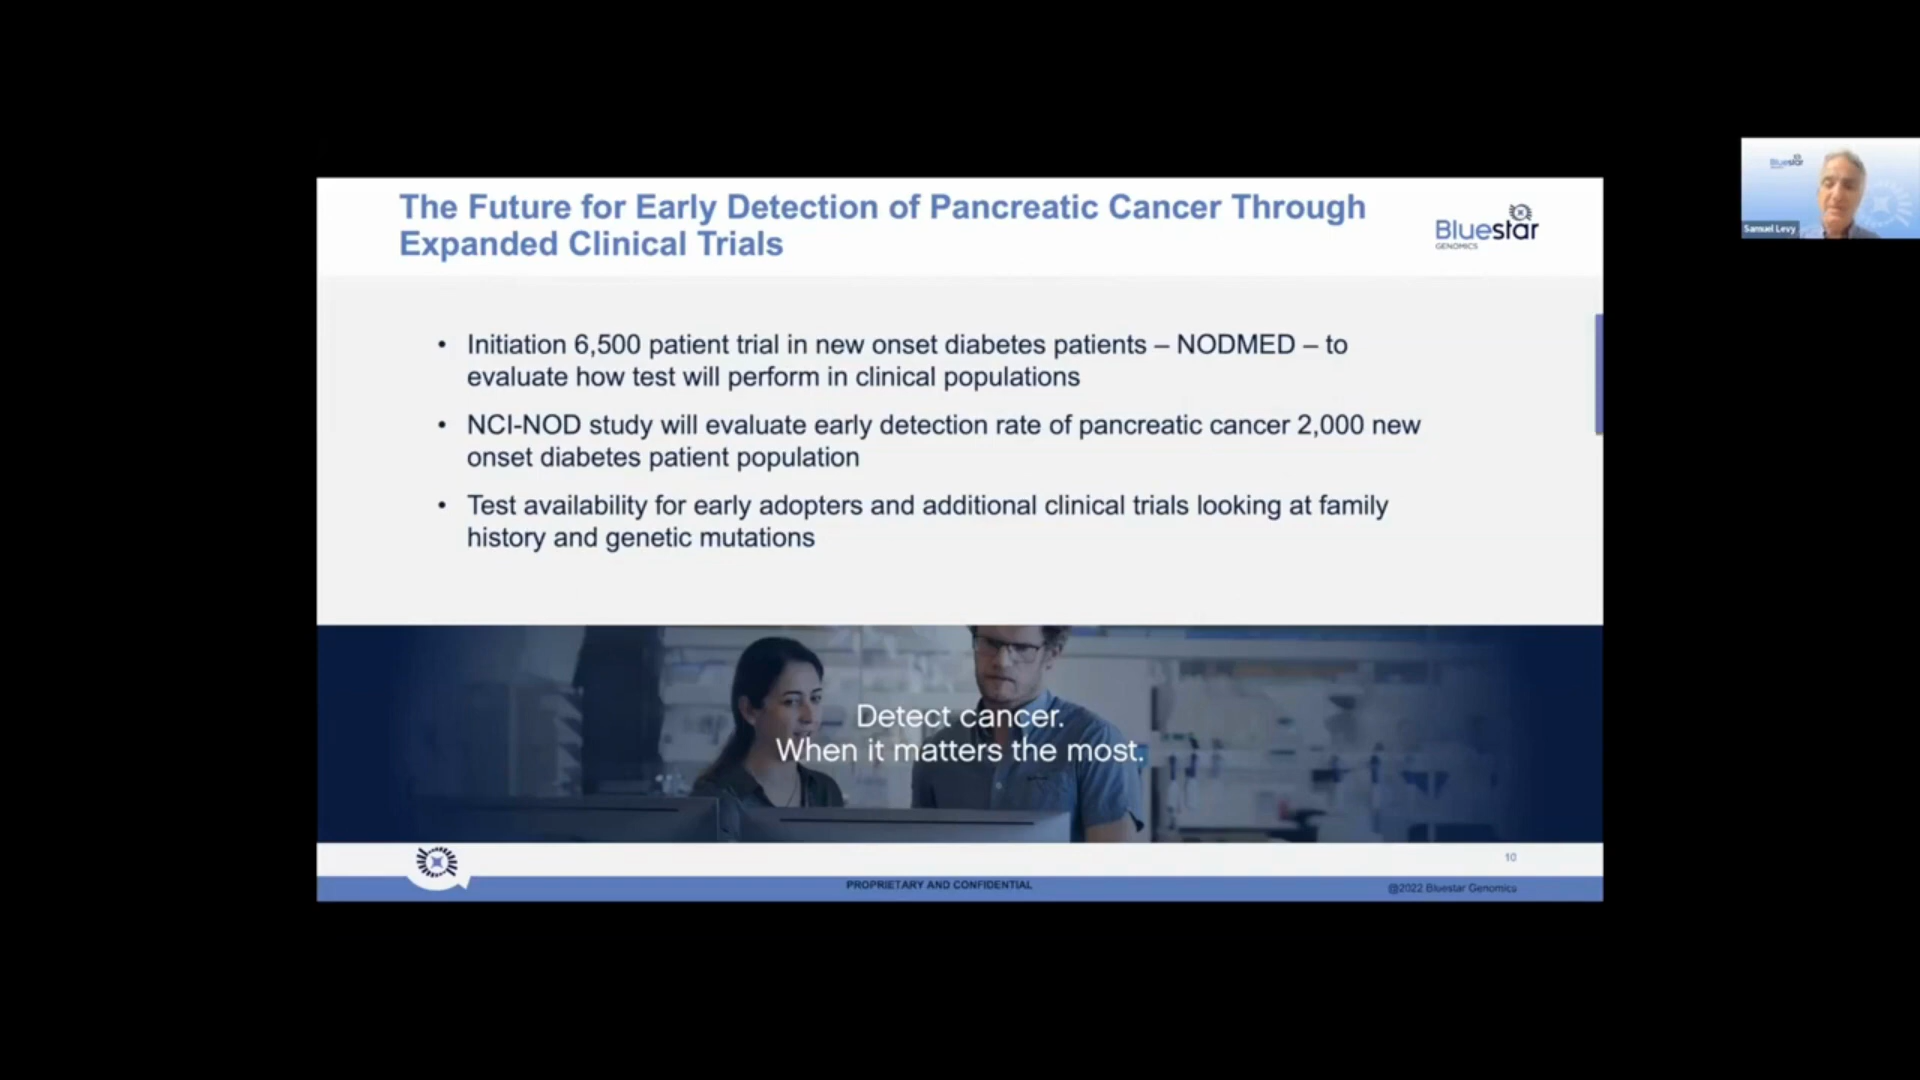 The Future for Early Detection of Pancreatic Cancer Through
Expanded Clinical Trials
Bluestar
GENOMICS
Bluestar
Samuel Levy
• Initiation 6,500 patient trial in new onset diabetes patients – NODMED – to
evaluate how test will perform in clinical populations
• NCI-NOD study will evaluate early detection rate of pancreatic cancer 2,000 new
onset diabetes patient population
• Test availability for early adopters and additional clinical trials looking at family
history and genetic mutations
Detect cancer.
When it matters the most.
10
PROPRIETARY AND CONFIDENTIAL
@2022 Bluestar Genomics